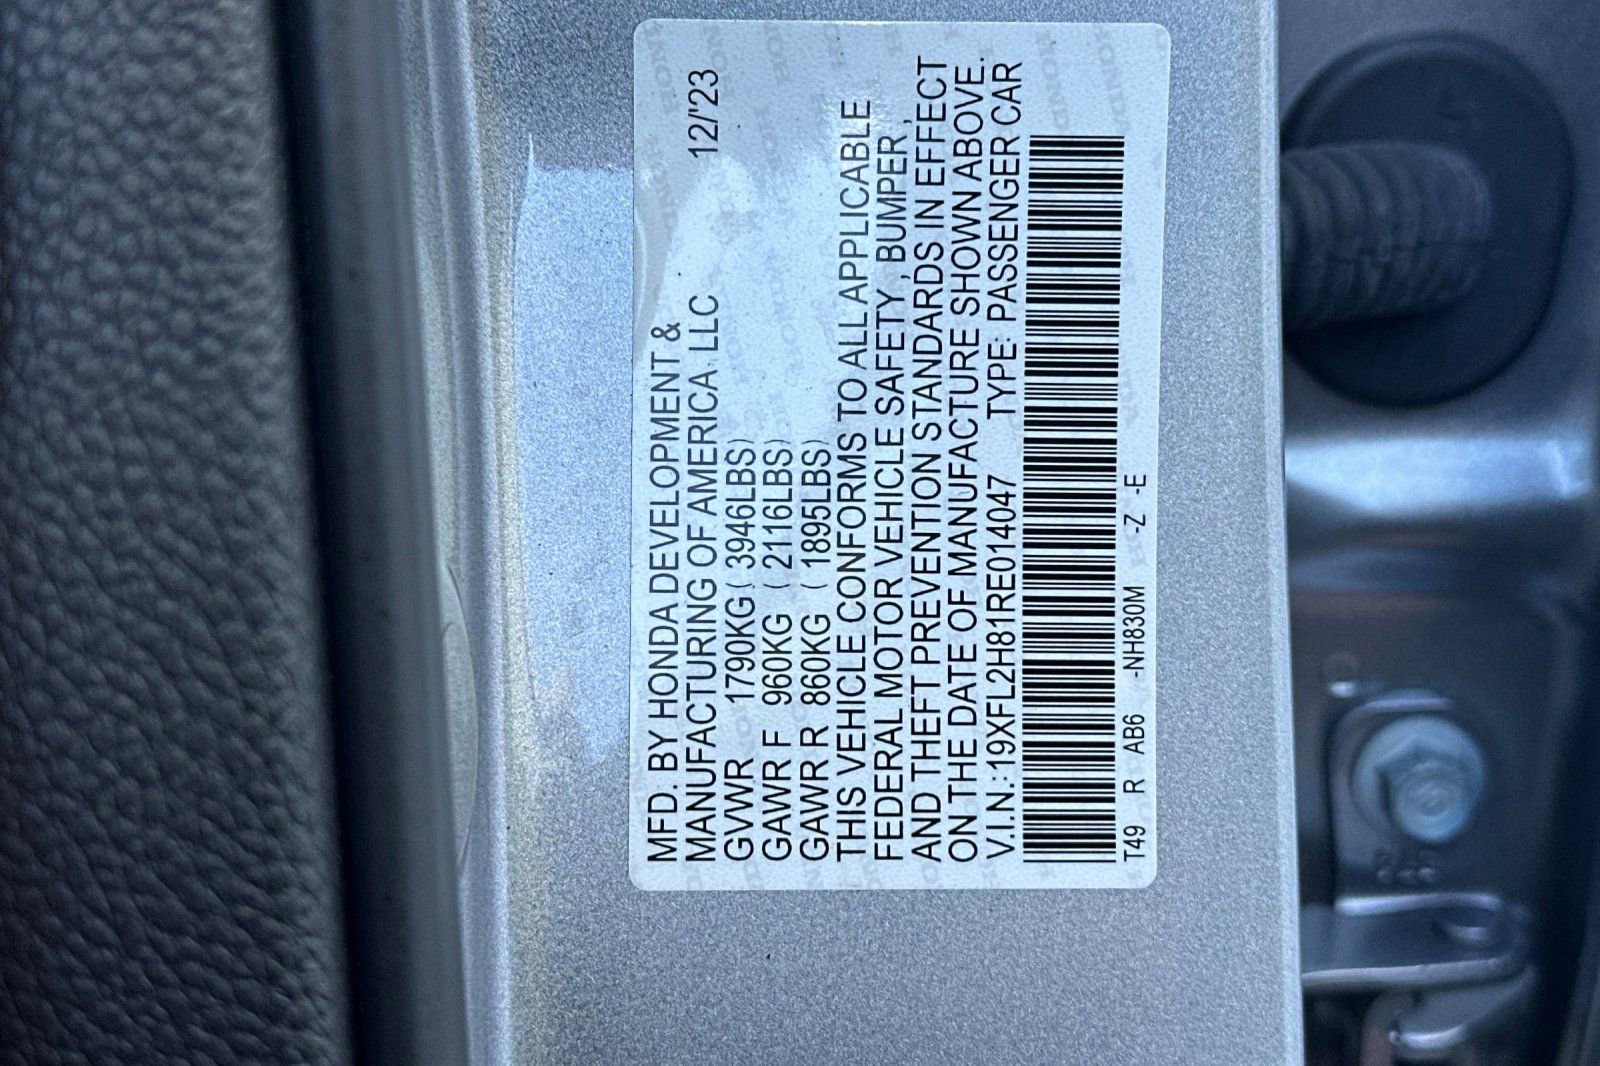 12/'23
MFD. BY HONDA DEVELOPMENT &
MANUFACTURING OF AMERICA. LLC
GVWR 1790KG ( 3946LBS)
GAWR F 960KG ( 2116LBS)
GAWR R 860KG ( 1895LBS)
THIS VEHICLE CONFORMS TO ALL APPLICABLE
FEDERAL MOTOR VEHICLE SAFETY , BUMPER ,
AND THEFT PREVENTION STANDARDS IN EFFECT
ON THE DATE OF MANUFACTURE SHOWN ABOVE.
V.I.N.:19XFL2H81RE014047 TYPE: PASSENGER CAR
T49 R AB6 -NH830M -Z -E